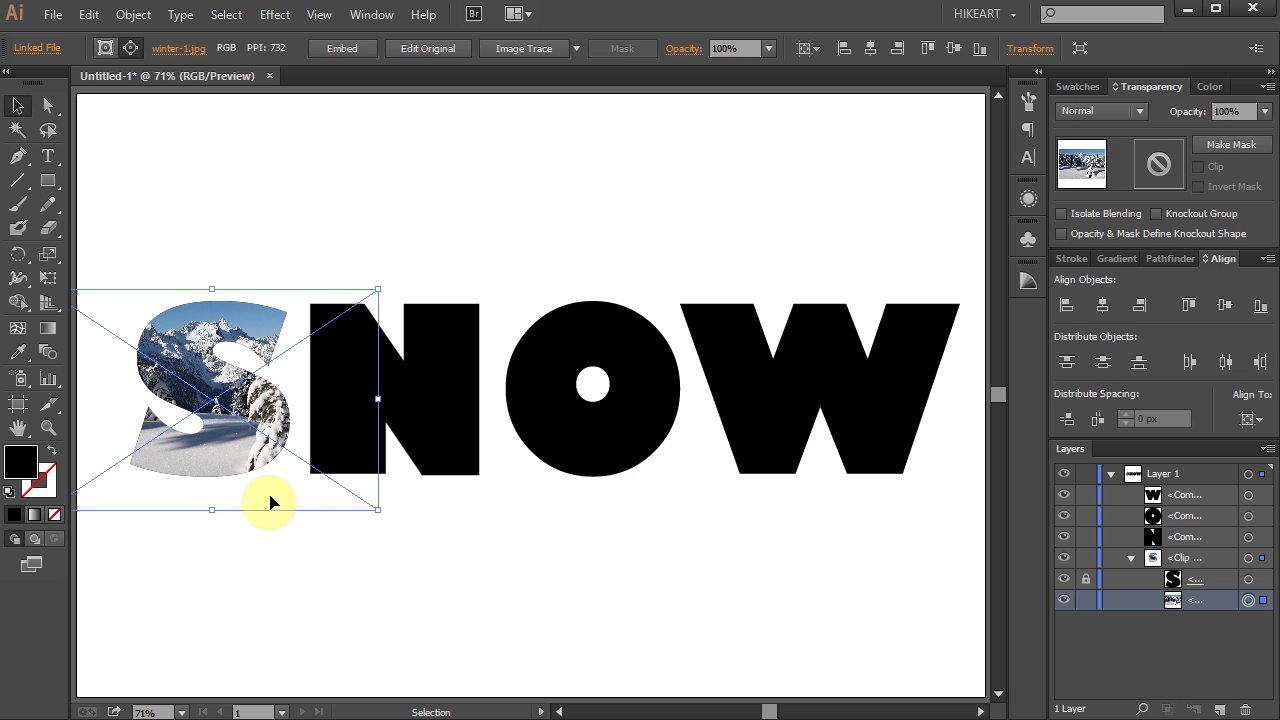 Ai File Edit Object Type Select Effect View Window Help Br HIKEART
Linked File winter-1.jpg RGB PPI: 732 Embed Edit Original Image Trace Mask Opacity: 100% Transform
Untitled-1* @ 71% (RGB/Preview)
Swatches Transparency Color
Normal Opacity: 100%
Make Mask
Clip
Invert Mask
Isolate Blending Knockout Group
Opacity & Mask Define Knockout Shape
Stroke Gradient Pathfinder Align
Align Objects:
Distribute Objects:
Distribute Spacing: Align To:
0 px
SNOW
Layers
Layer 1
<Com...
<Com...
<Com...
<Clip ...
<...
<...
1 Layer
71% 1 Selection